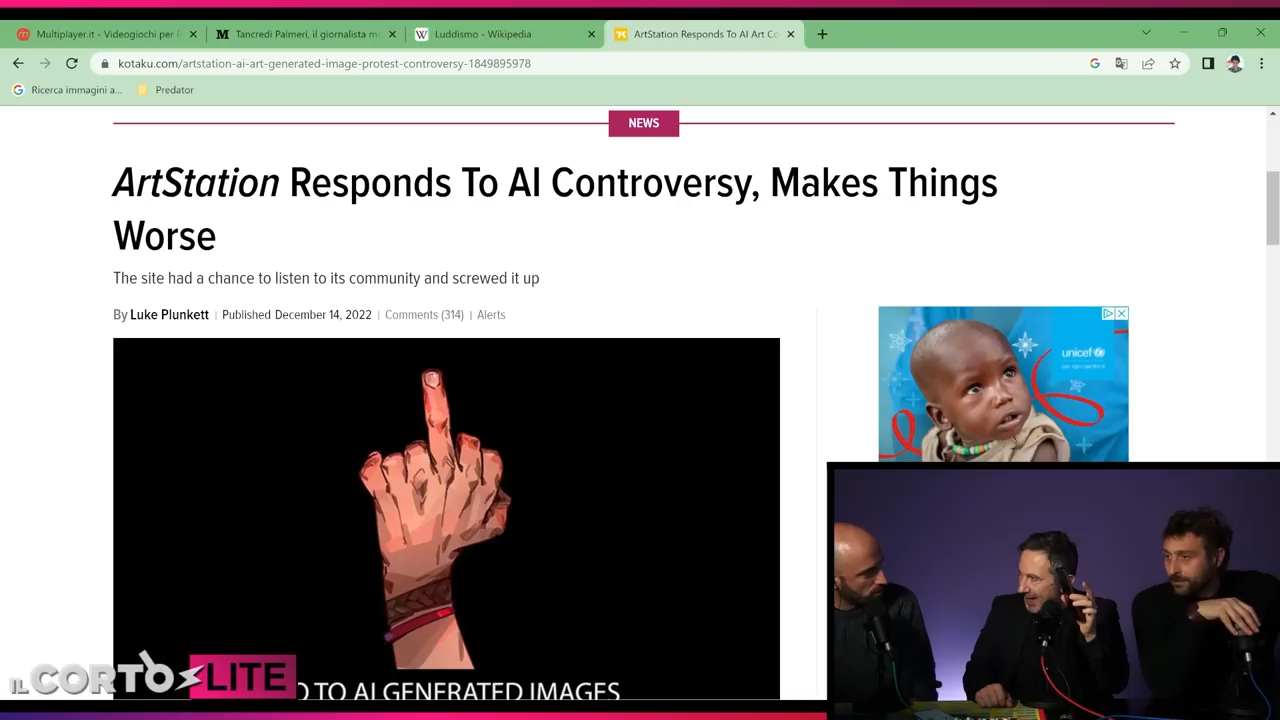 Multiplayer.it - Videogiochi per
Tancredi Palmeri, il giornalista m
Luddismo - Wikipedia
ArtStation Responds To AI Art Co
kotaku.com/artstation-ai-art-generated-image-protest-controversy-1849895978
Ricerca immagini a...
Predator
NEWS
ArtStation Responds To AI Controversy, Makes Things
Worse
The site had a chance to listen to its community and screwed it up
By Luke Plunkett | Published December 14, 2022 | Comments (314) | Alerts
unicef
IL CORTO LITE
O TO AI GENERATED IMAGES